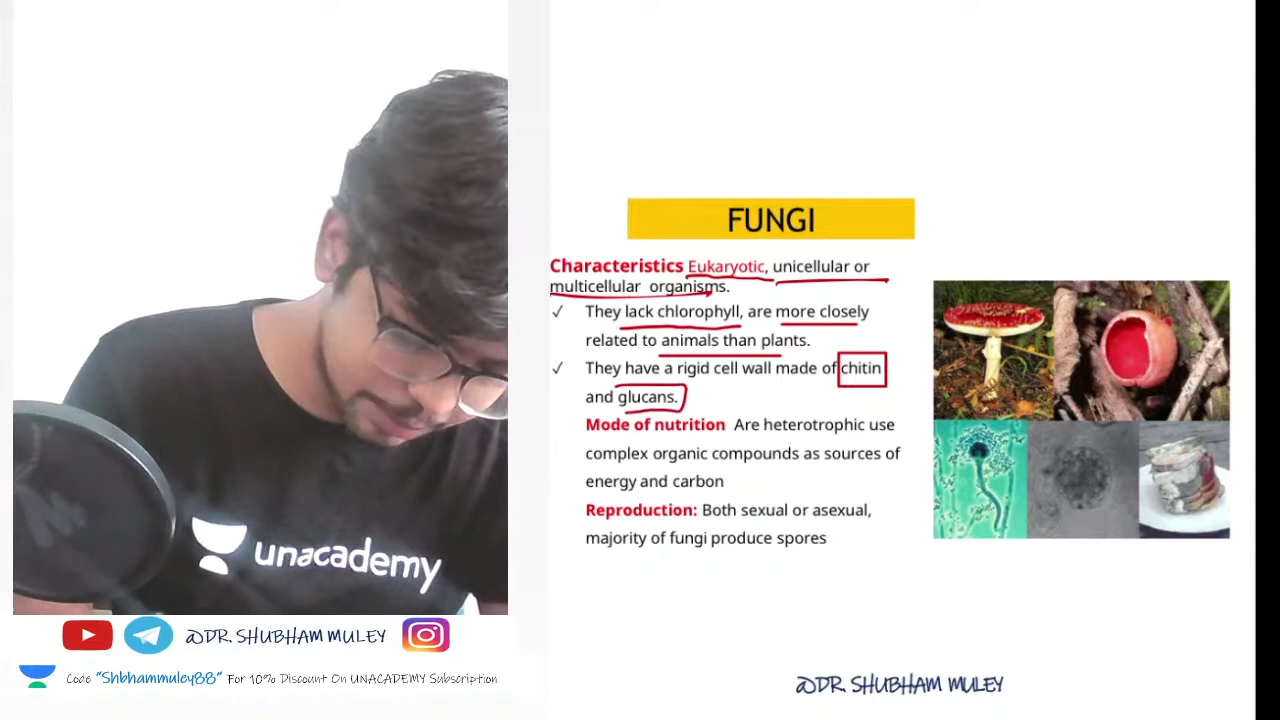 FUNGI
Characteristics Eukaryotic, unicellular or
multicellular organisms.
✓ They lack chlorophyll, are more closely
related to animals than plants.
✓ They have a rigid cell wall made of chitin
and glucans.
Mode of nutrition Are heterotrophic use
complex organic compounds as sources of
energy and carbon
Reproduction: Both sexual or asexual,
majority of fungi produce spores
unacademy
@DR. SHUBHAM MULEY
Code "Shbhammuley88" For 10% Discount On UNACADEMY Subscription
@DR. SHUBHAM MULEY